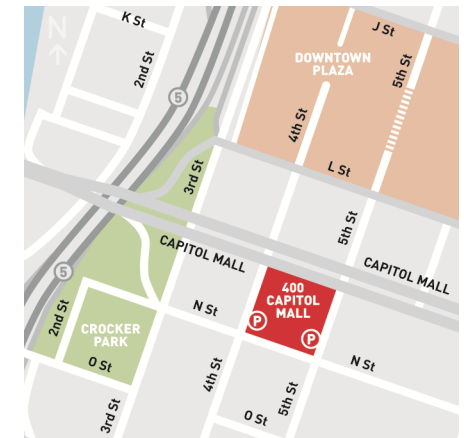 N
K St
J St
2nd St
DOWNTOWN
PLAZA
5th St
5
4th St
L St
3rd St
5th St
CAPITOL MALL
CAPITOL MALL
5
400
CAPITOL
MALL
2nd St
N St
P
P
CROCKER
PARK
N St
O St
4th St
5th St
3rd St
O St